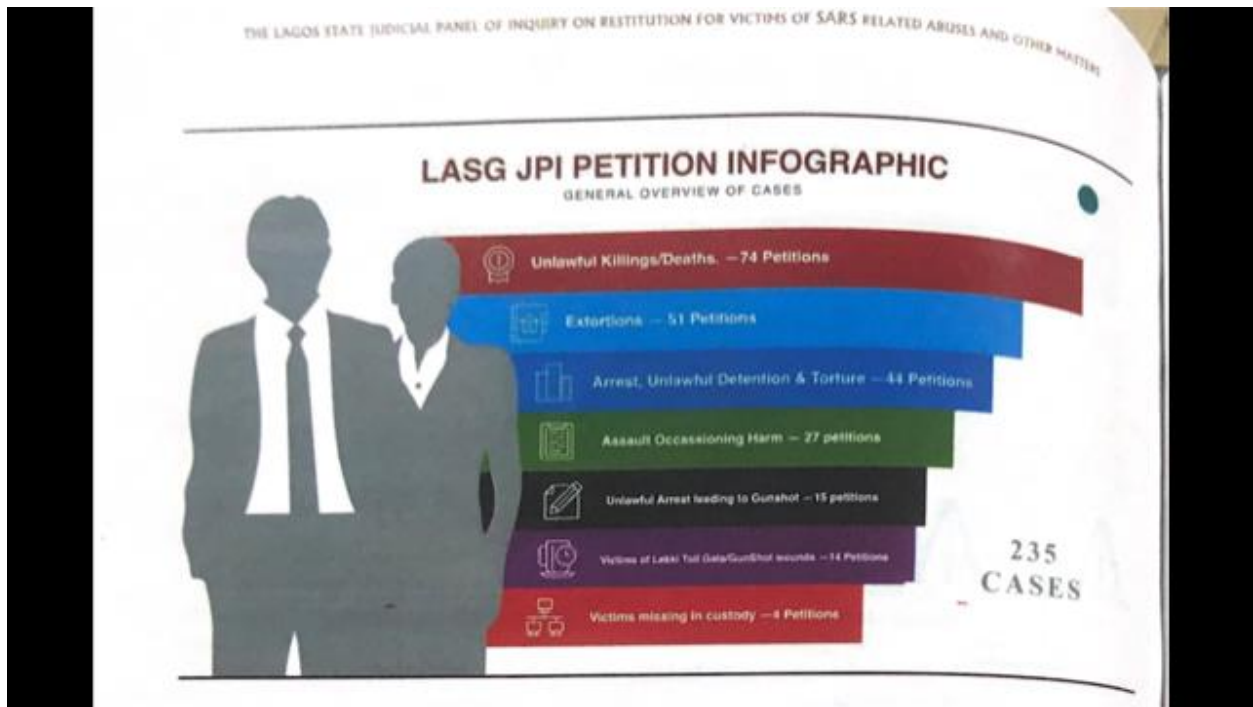 THE LAGOS STATE JUDICIAL PANEL OF INQUIRY ON RESTITUTION FOR VICTIMS OF SARS RELATED ABUSES AND OTHER MATTERS
LASG JPI PETITION INFOGRAPHIC
GENERAL OVERVIEW OF CASES
Unlawful Killings/Deaths. —74 Petitions
Extortions — 51 Petitions
Arrest, Unlawful Detention & Torture —44 Petitions
Assault Occassioning Harm — 27 petitions
Unlawful Arrest leading to Gunshot — 15 petitions
Victims of Lekki Toll Gate/GunShot wounds —14 Petitions
Victims missing in custody —4 Petitions
235
CASES